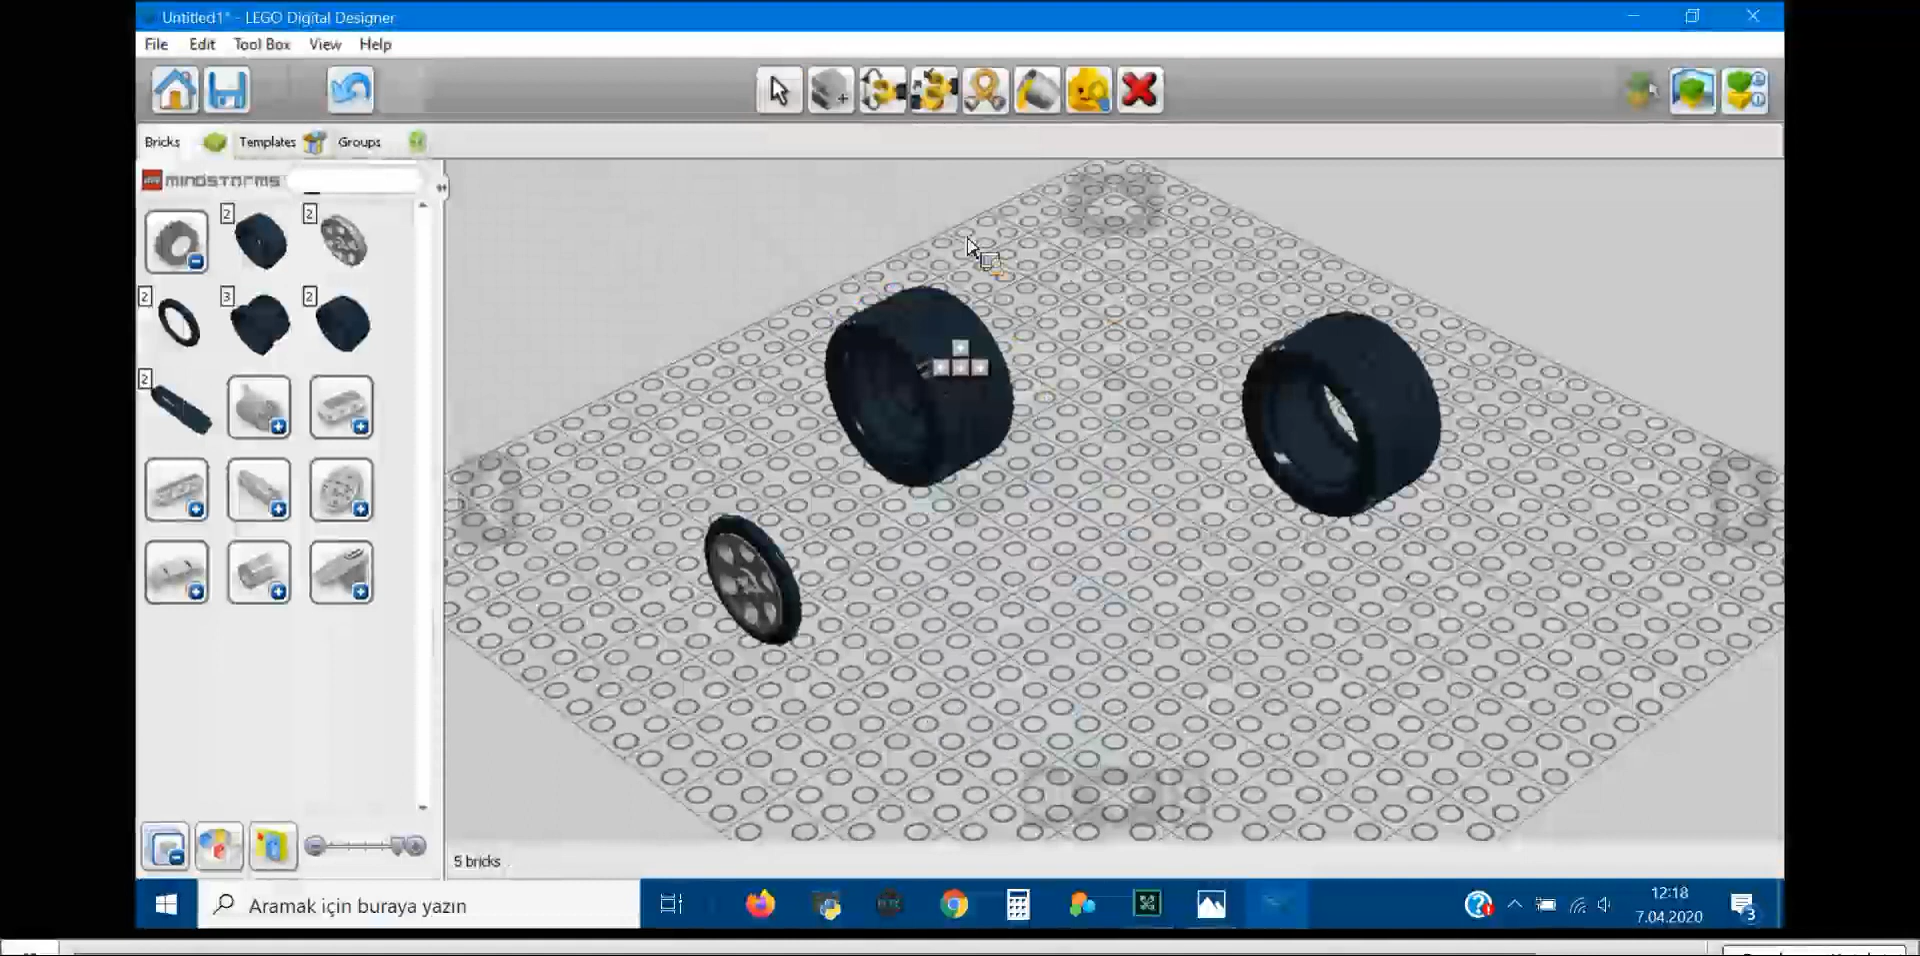 Untitled1* - LEGO Digital Designer
File Edit Tool Box View Help
Bricks Templates Groups
MINDSTORMS
2 2
2 3 2
2
5 bricks
Aramak için buraya yazın
12:18
7.04.2020
3